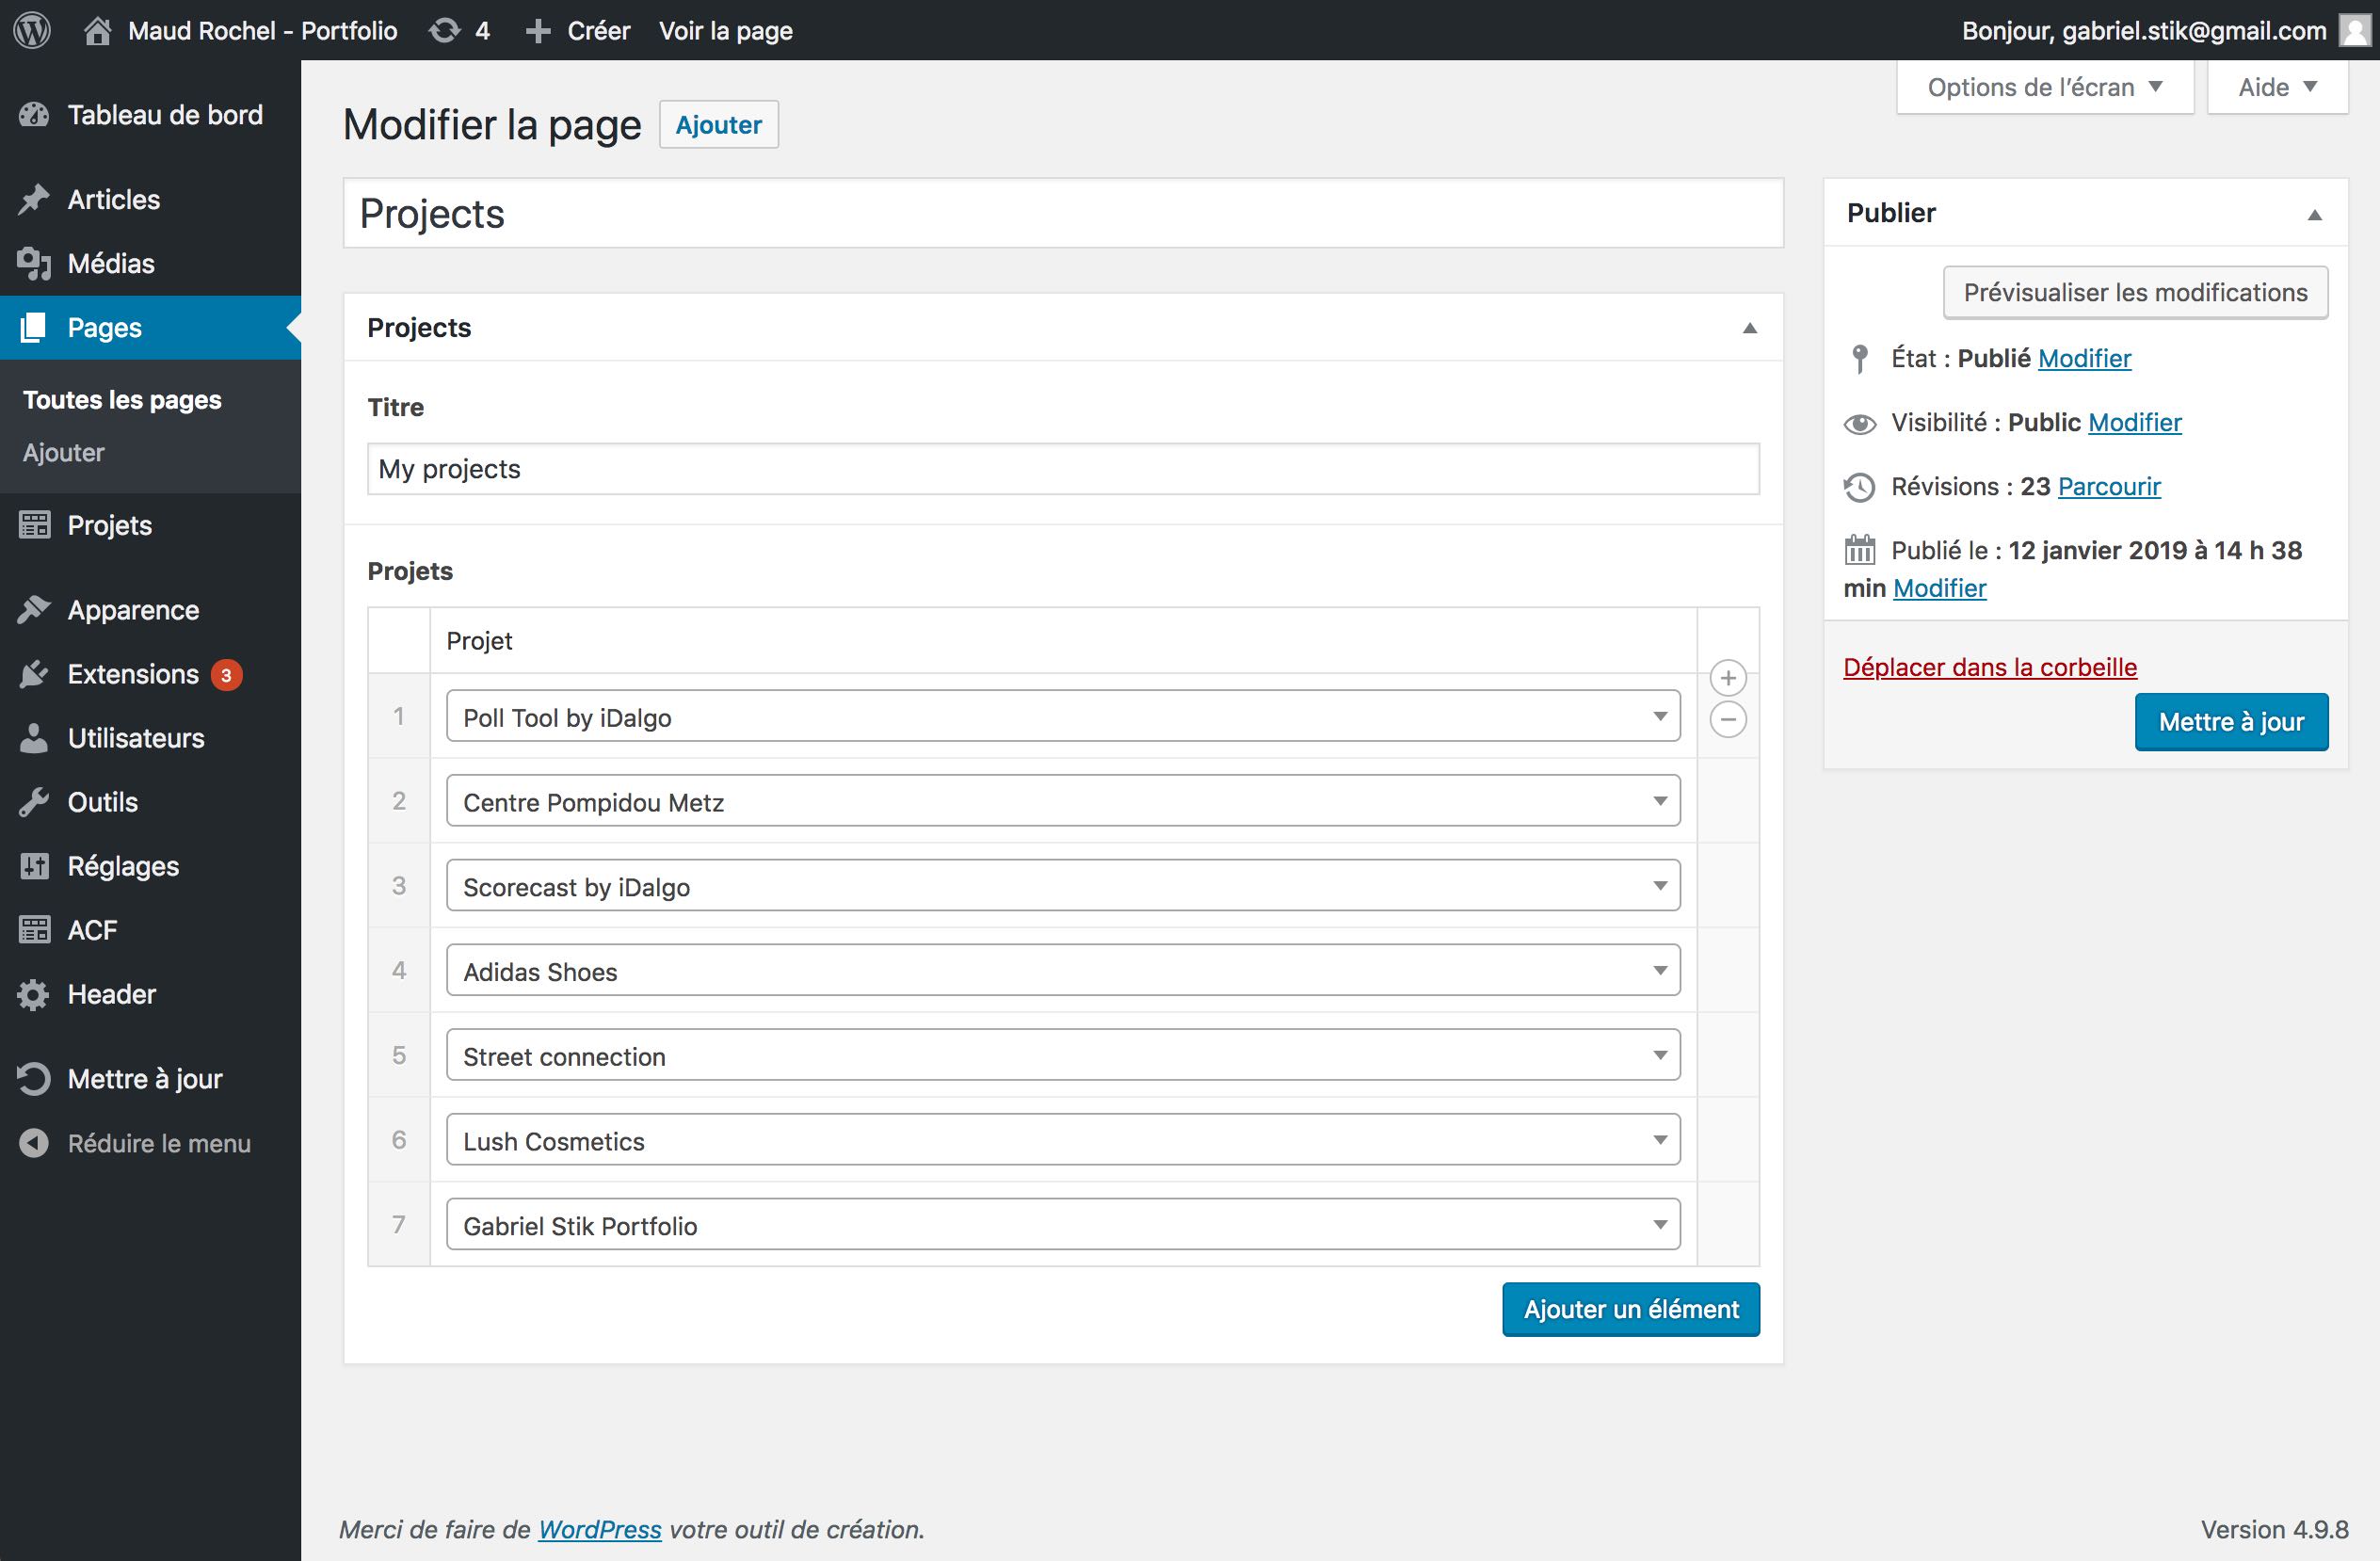 Maud Rochel - Portfolio 4 Créer Voir la page Bonjour, gabriel.stik@gmail.com
Options de l'écran Aide
Tableau de bord
Articles
Médias
Pages
Toutes les pages
Ajouter
Projets
Apparence
Extensions 3
Utilisateurs
Outils
Réglages
ACF
Header
Mettre à jour
Réduire le menu
Modifier la page Ajouter
Projects
Projects
Titre
My projects
Projets
Projet
1 Poll Tool by iDalgo
2 Centre Pompidou Metz
3 Scorecast by iDalgo
4 Adidas Shoes
5 Street connection
6 Lush Cosmetics
7 Gabriel Stik Portfolio
Ajouter un élément
Publier
Prévisualiser les modifications
État : Publié Modifier
Visibilité : Public Modifier
Révisions : 23 Parcourir
Publié le : 12 janvier 2019 à 14 h 38
min Modifier
Déplacer dans la corbeille
Mettre à jour
Merci de faire de WordPress votre outil de création.
Version 4.9.8